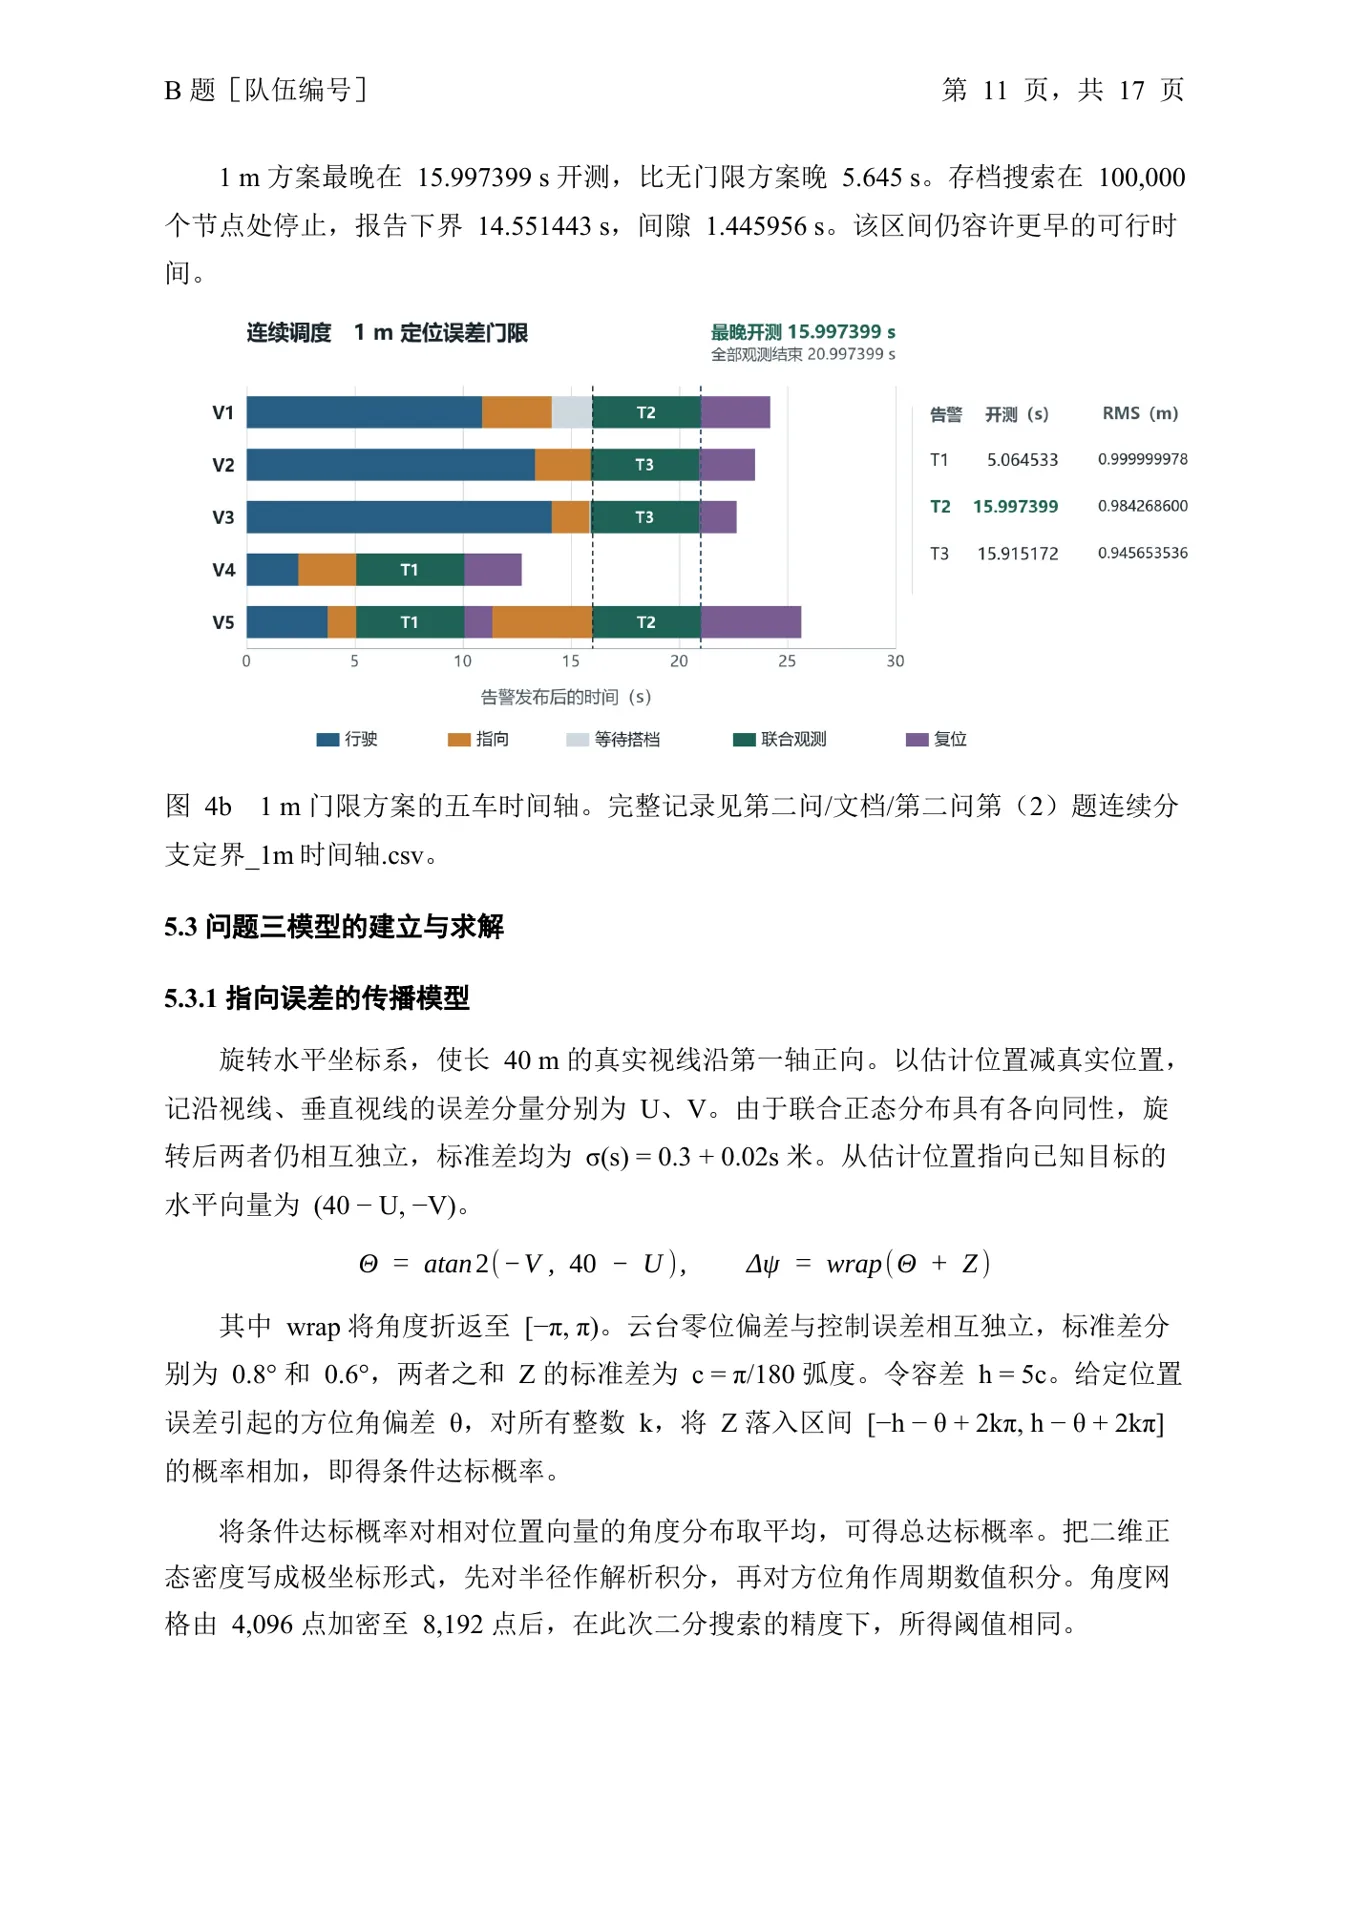 B 题［队伍编号］ 第 11 页，共 17 页
1 m 方案最晚在 15.997399 s 开测，比无门限方案晚 5.645 s。存档搜索在 100,000
个节点处停止，报告下界 14.551443 s，间隙 1.445956 s。该区间仍容许更早的可行时
间。
连续调度 1 m 定位误差门限 最晚开测 15.997399 s
全部观测结束 20.997399 s
告警 开测（s） RMS（m）
V1 T2
T1 5.064533 0.999999978
V2 T3
T2 15.997399 0.984268600
V3 T3
T3 15.915172 0.945653536
V4 T1
V5 T1 T2
0 5 10 15 20 25 30
告警发布后的时间（s）
行驶 指向 等待搭档 联合观测 复位
图 4b 1 m 门限方案的五车时间轴。完整记录见第二问/文档/第二问第（2）题连续分
支定界_1m 时间轴.csv。
5.3 问题三模型的建立与求解
5.3.1 指向误差的传播模型
旋转水平坐标系，使长 40 m 的真实视线沿第一轴正向。以估计位置减真实位置，
记沿视线、垂直视线的误差分量分别为 U、V。由于联合正态分布具有各向同性，旋
转后两者仍相互独立，标准差均为 σ(s) = 0.3 + 0.02s 米。从估计位置指向已知目标的
水平向量为 (40 − U, −V)。
Θ = atan2(−V, 40 − U), Δψ = wrap(Θ + Z)
其中 wrap 将角度折返至 [−π, π)。云台零位偏差与控制误差相互独立，标准差分
别为 0.8° 和 0.6°，两者之和 Z 的标准差为 c = π/180 弧度。令容差 h = 5c。给定位置
误差引起的方位角偏差 θ，对所有整数 k，将 Z 落入区间 [−h − θ + 2kπ, h − θ + 2kπ]
的概率相加，即得条件达标概率。
将条件达标概率对相对位置向量的角度分布取平均，可得总达标概率。把二维正
态密度写成极坐标形式，先对半径作解析积分，再对方位角作周期数值积分。角度网
格由 4,096 点加密至 8,192 点后，在此次二分搜索的精度下，所得阈值相同。